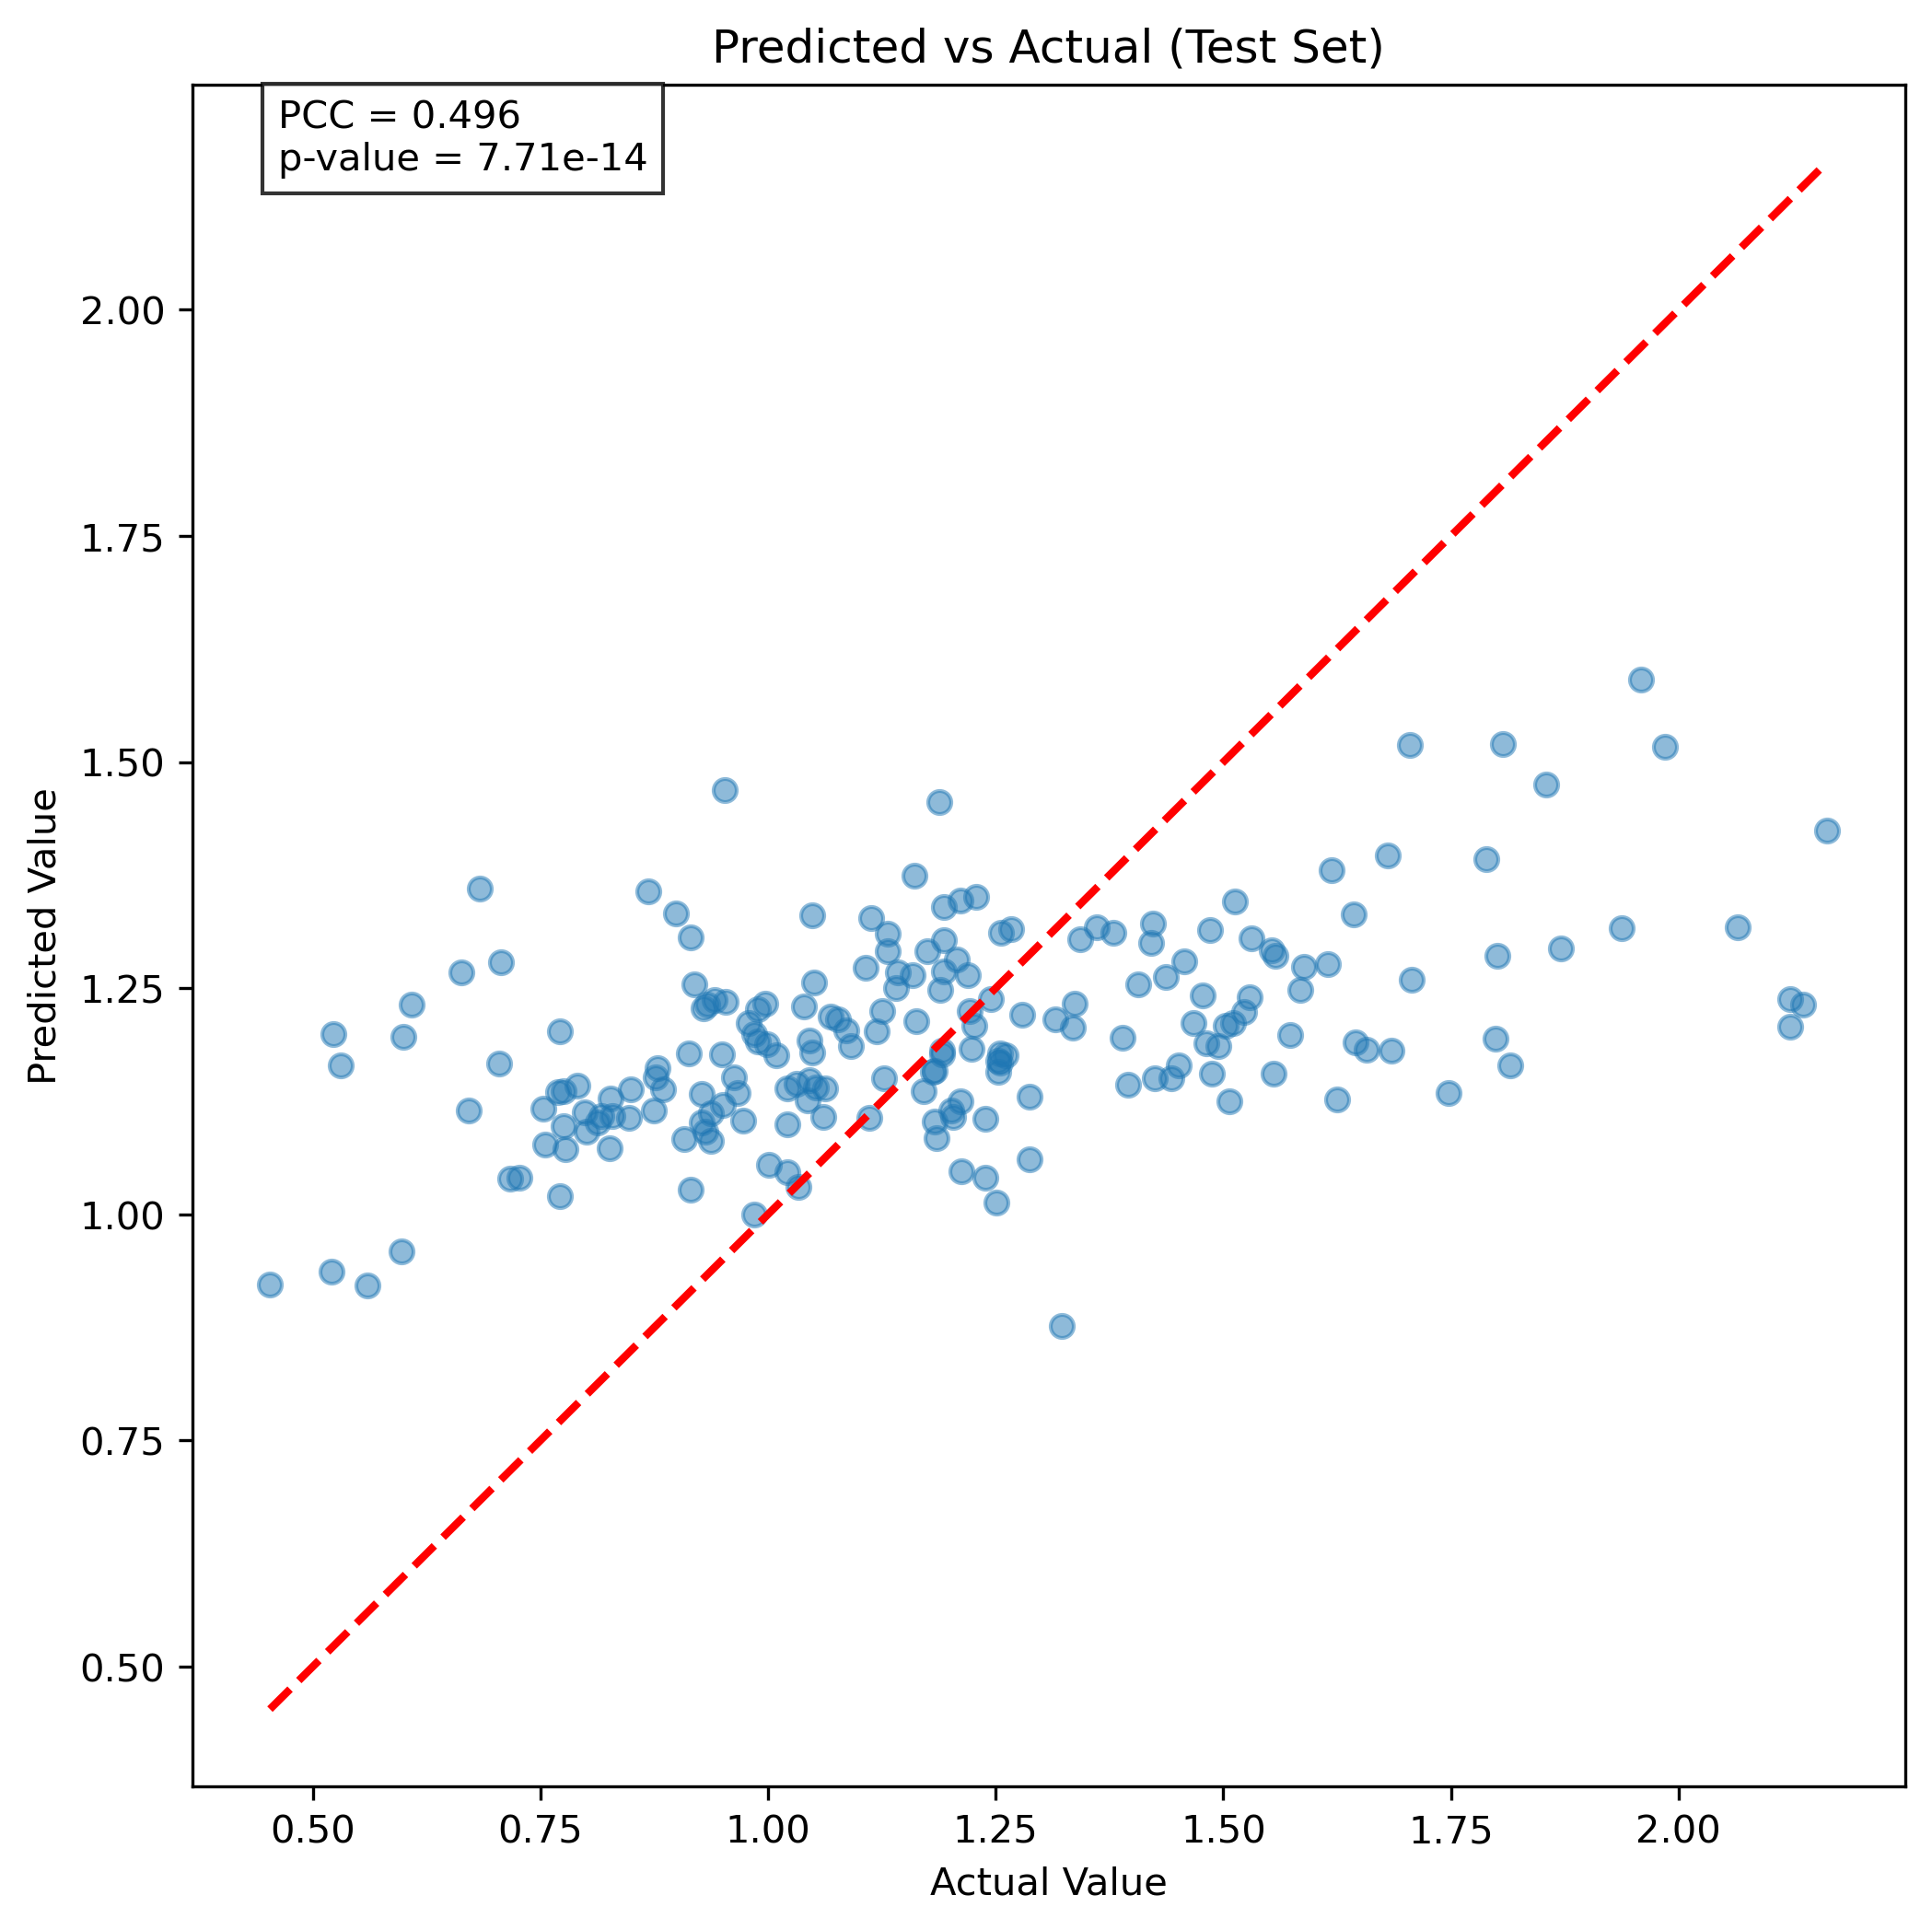 Predicted vs Actual (Test Set)
PCC = 0.496
p-value = 7.71e-14
2.00
1.75
1.50
1.25
1.00
0.75
0.50
Predicted Value
0.50 0.75 1.00 1.25 1.50 1.75 2.00
Actual Value